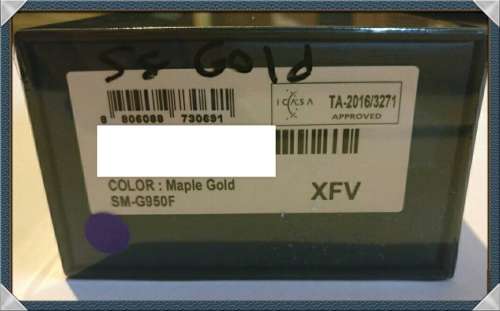 S8 Gold
8 806088 730691
ICASA
TA-2016/3271
APPROVED
COLOR : Maple Gold
SM-G950F
XFV